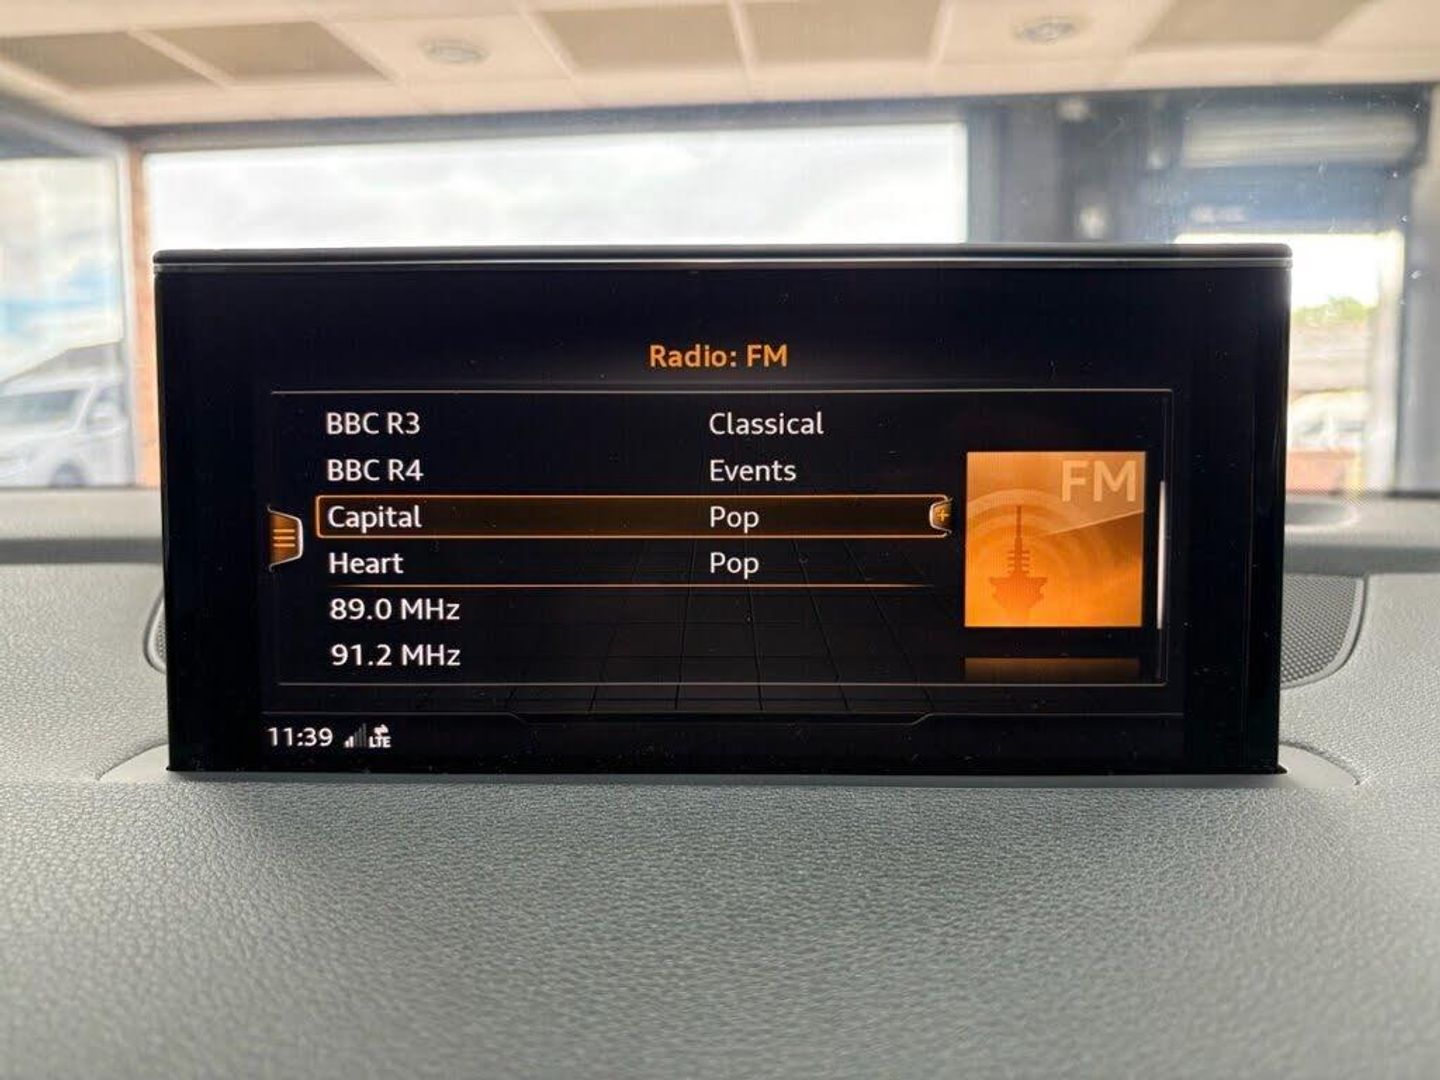 Radio: FM
BBC R3 Classical
BBC R4 Events
Capital Pop
Heart Pop
89.0 MHz
91.2 MHz
FM
11:39 LTE